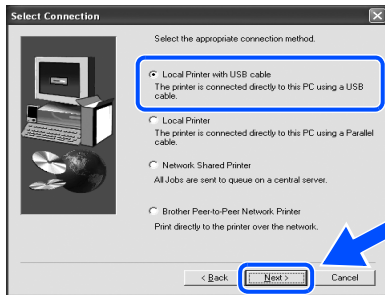 Select Connection
Select the appropriate connection method.
Local Printer with USB cable
The printer is connected directly to this PC using a USB
cable.
Local Printer
The printer is connected directly to this PC using a Parallel
cable.
Network Shared Printer
All Jobs are sent to queue on a central server.
Brother Peer-to-Peer Network Printer
Print directly to the printer over the network.
< Back
Next >
Cancel